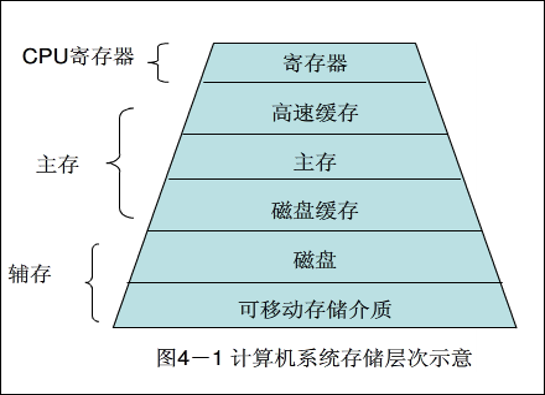 CPU寄存器
寄存器
高速缓存
主存
主存
磁盘缓存
辅存
磁盘
可移动存储介质
图4－1 计算机系统存储层次示意